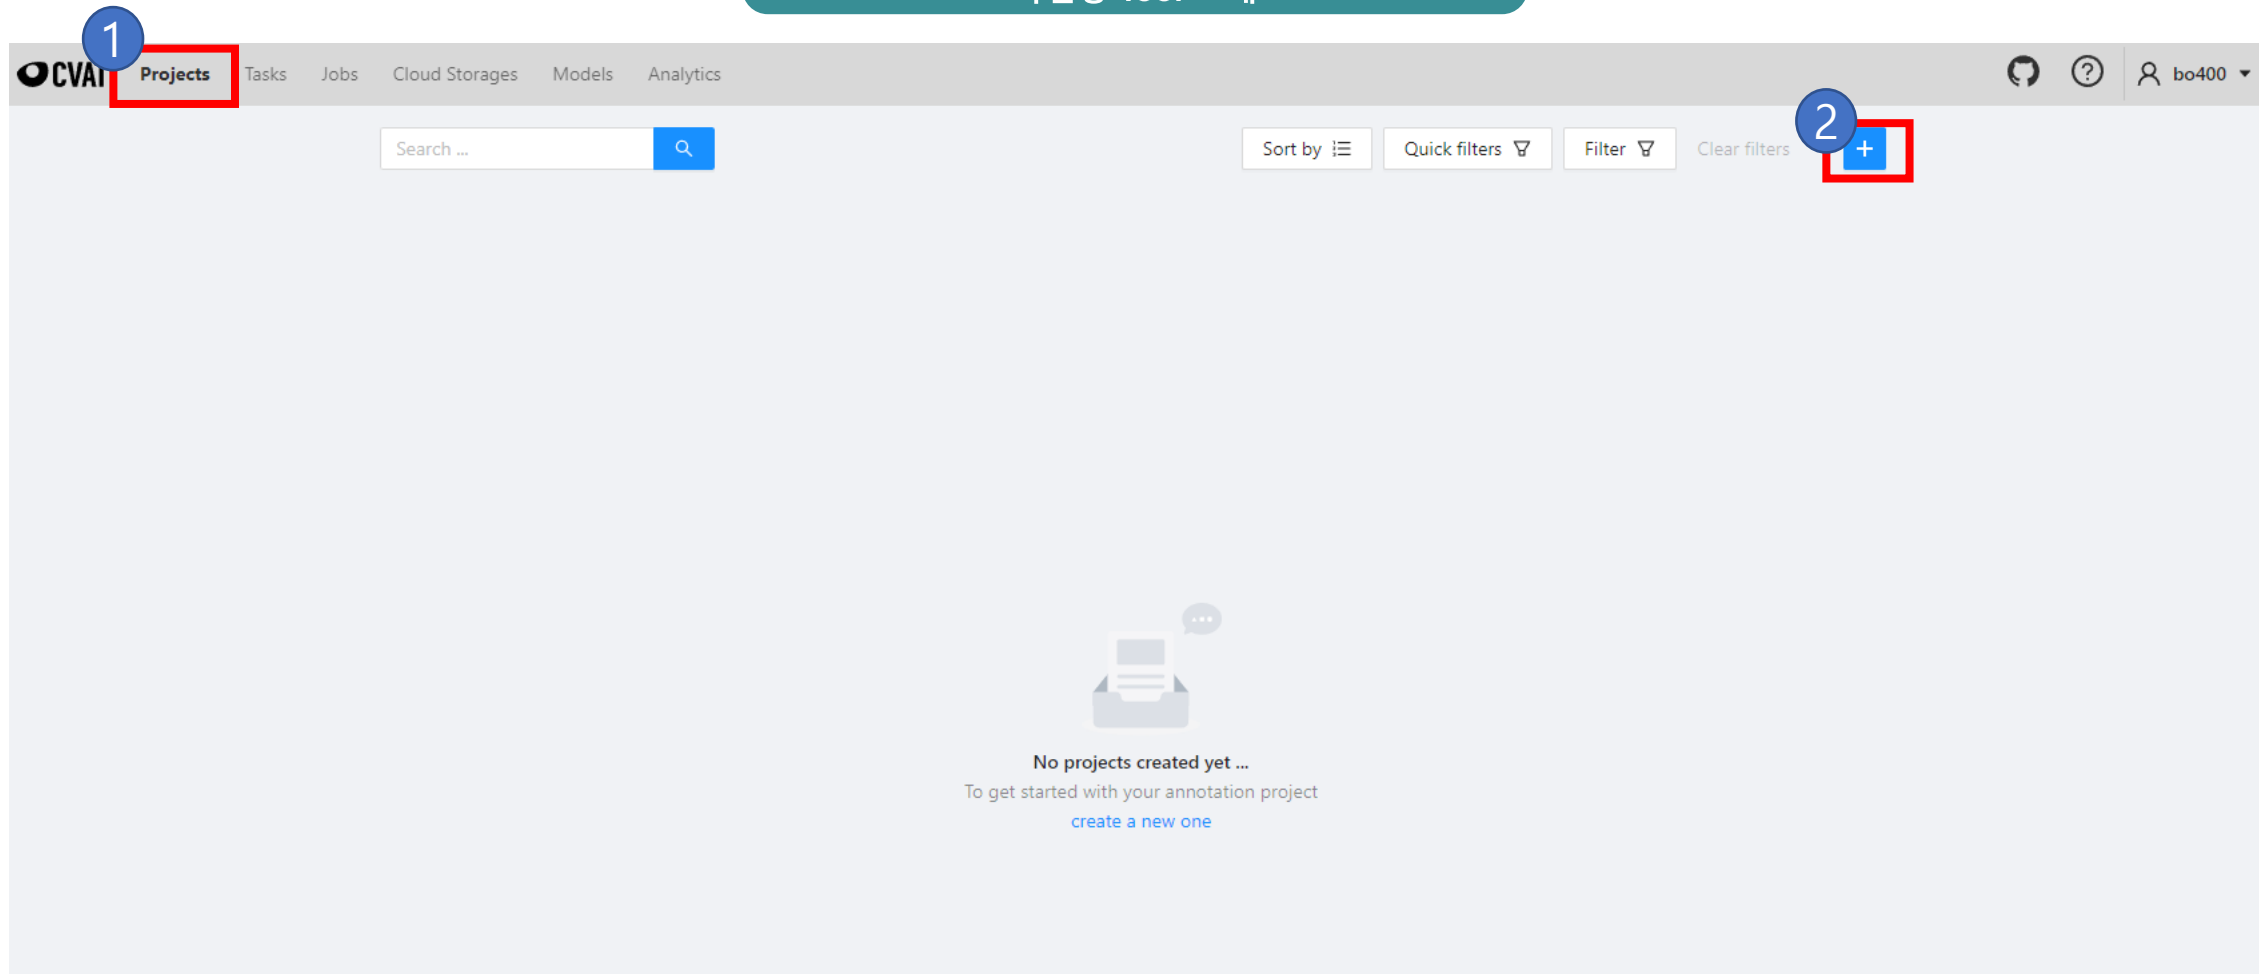 1
CVAT Projects Tasks Jobs Cloud Storages Models Analytics bo400
2
Search ... Sort by Quick filters Filter Clear filters +
No projects created yet ...
To get started with your annotation project
create a new one